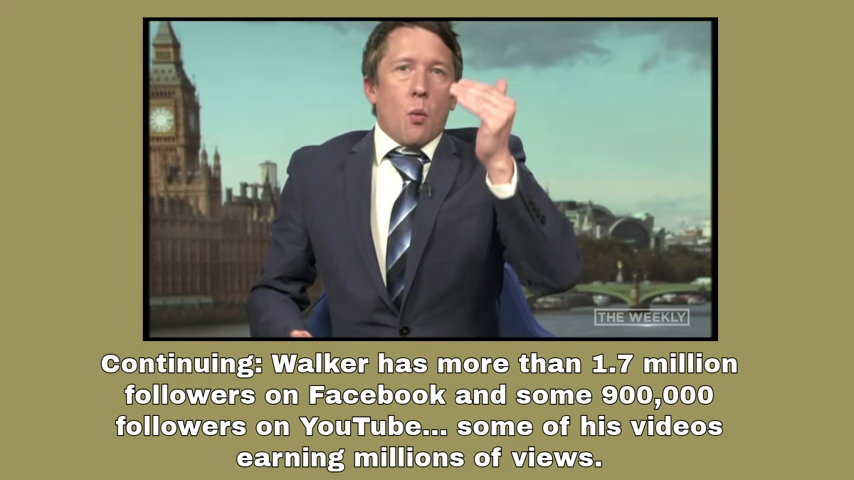 THE WEEKLY
Continuing: Walker has more than 1.7 million
followers on Facebook and some 900,000
followers on YouTube... some of his videos
earning millions of views.